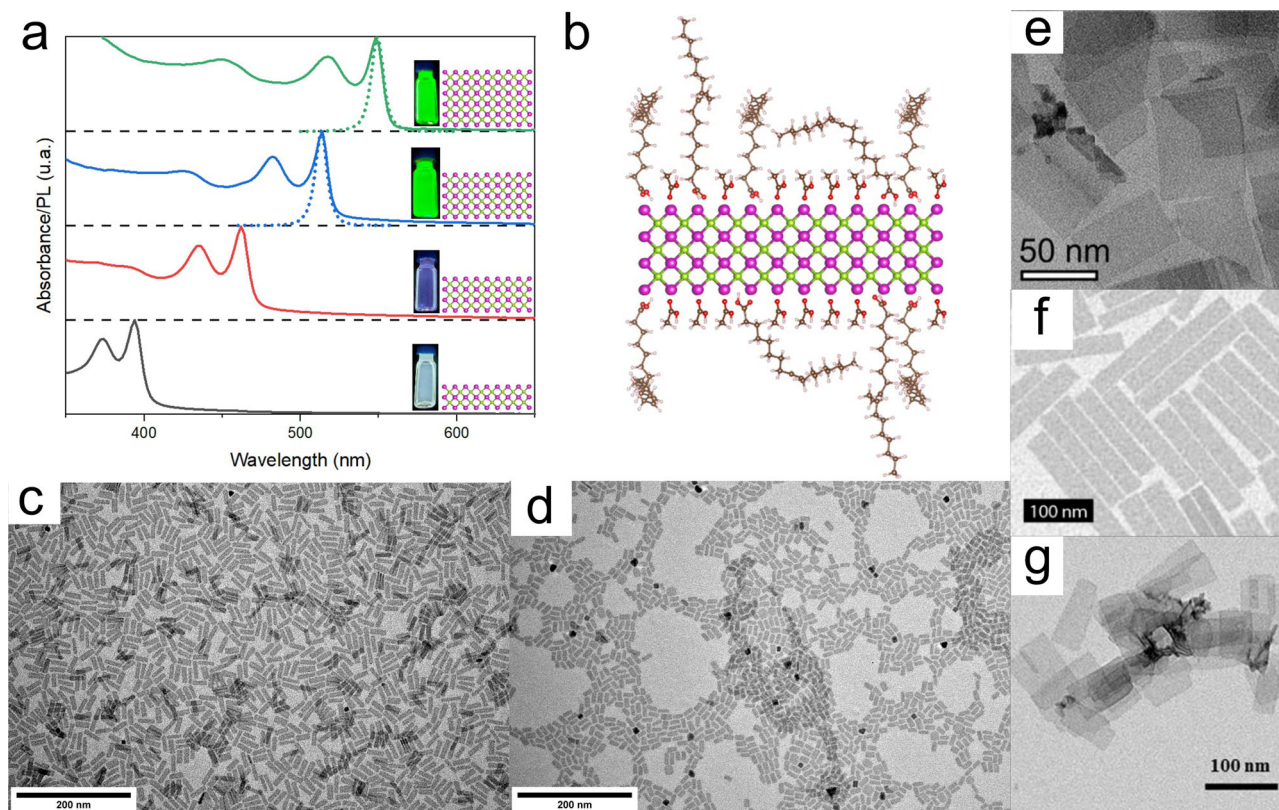 a
b
e
Absorbance/PL (u.a.)
400
500
600
Wavelength (nm)
50 nm
f
100 nm
c
200 nm
d
200 nm
g
100 nm